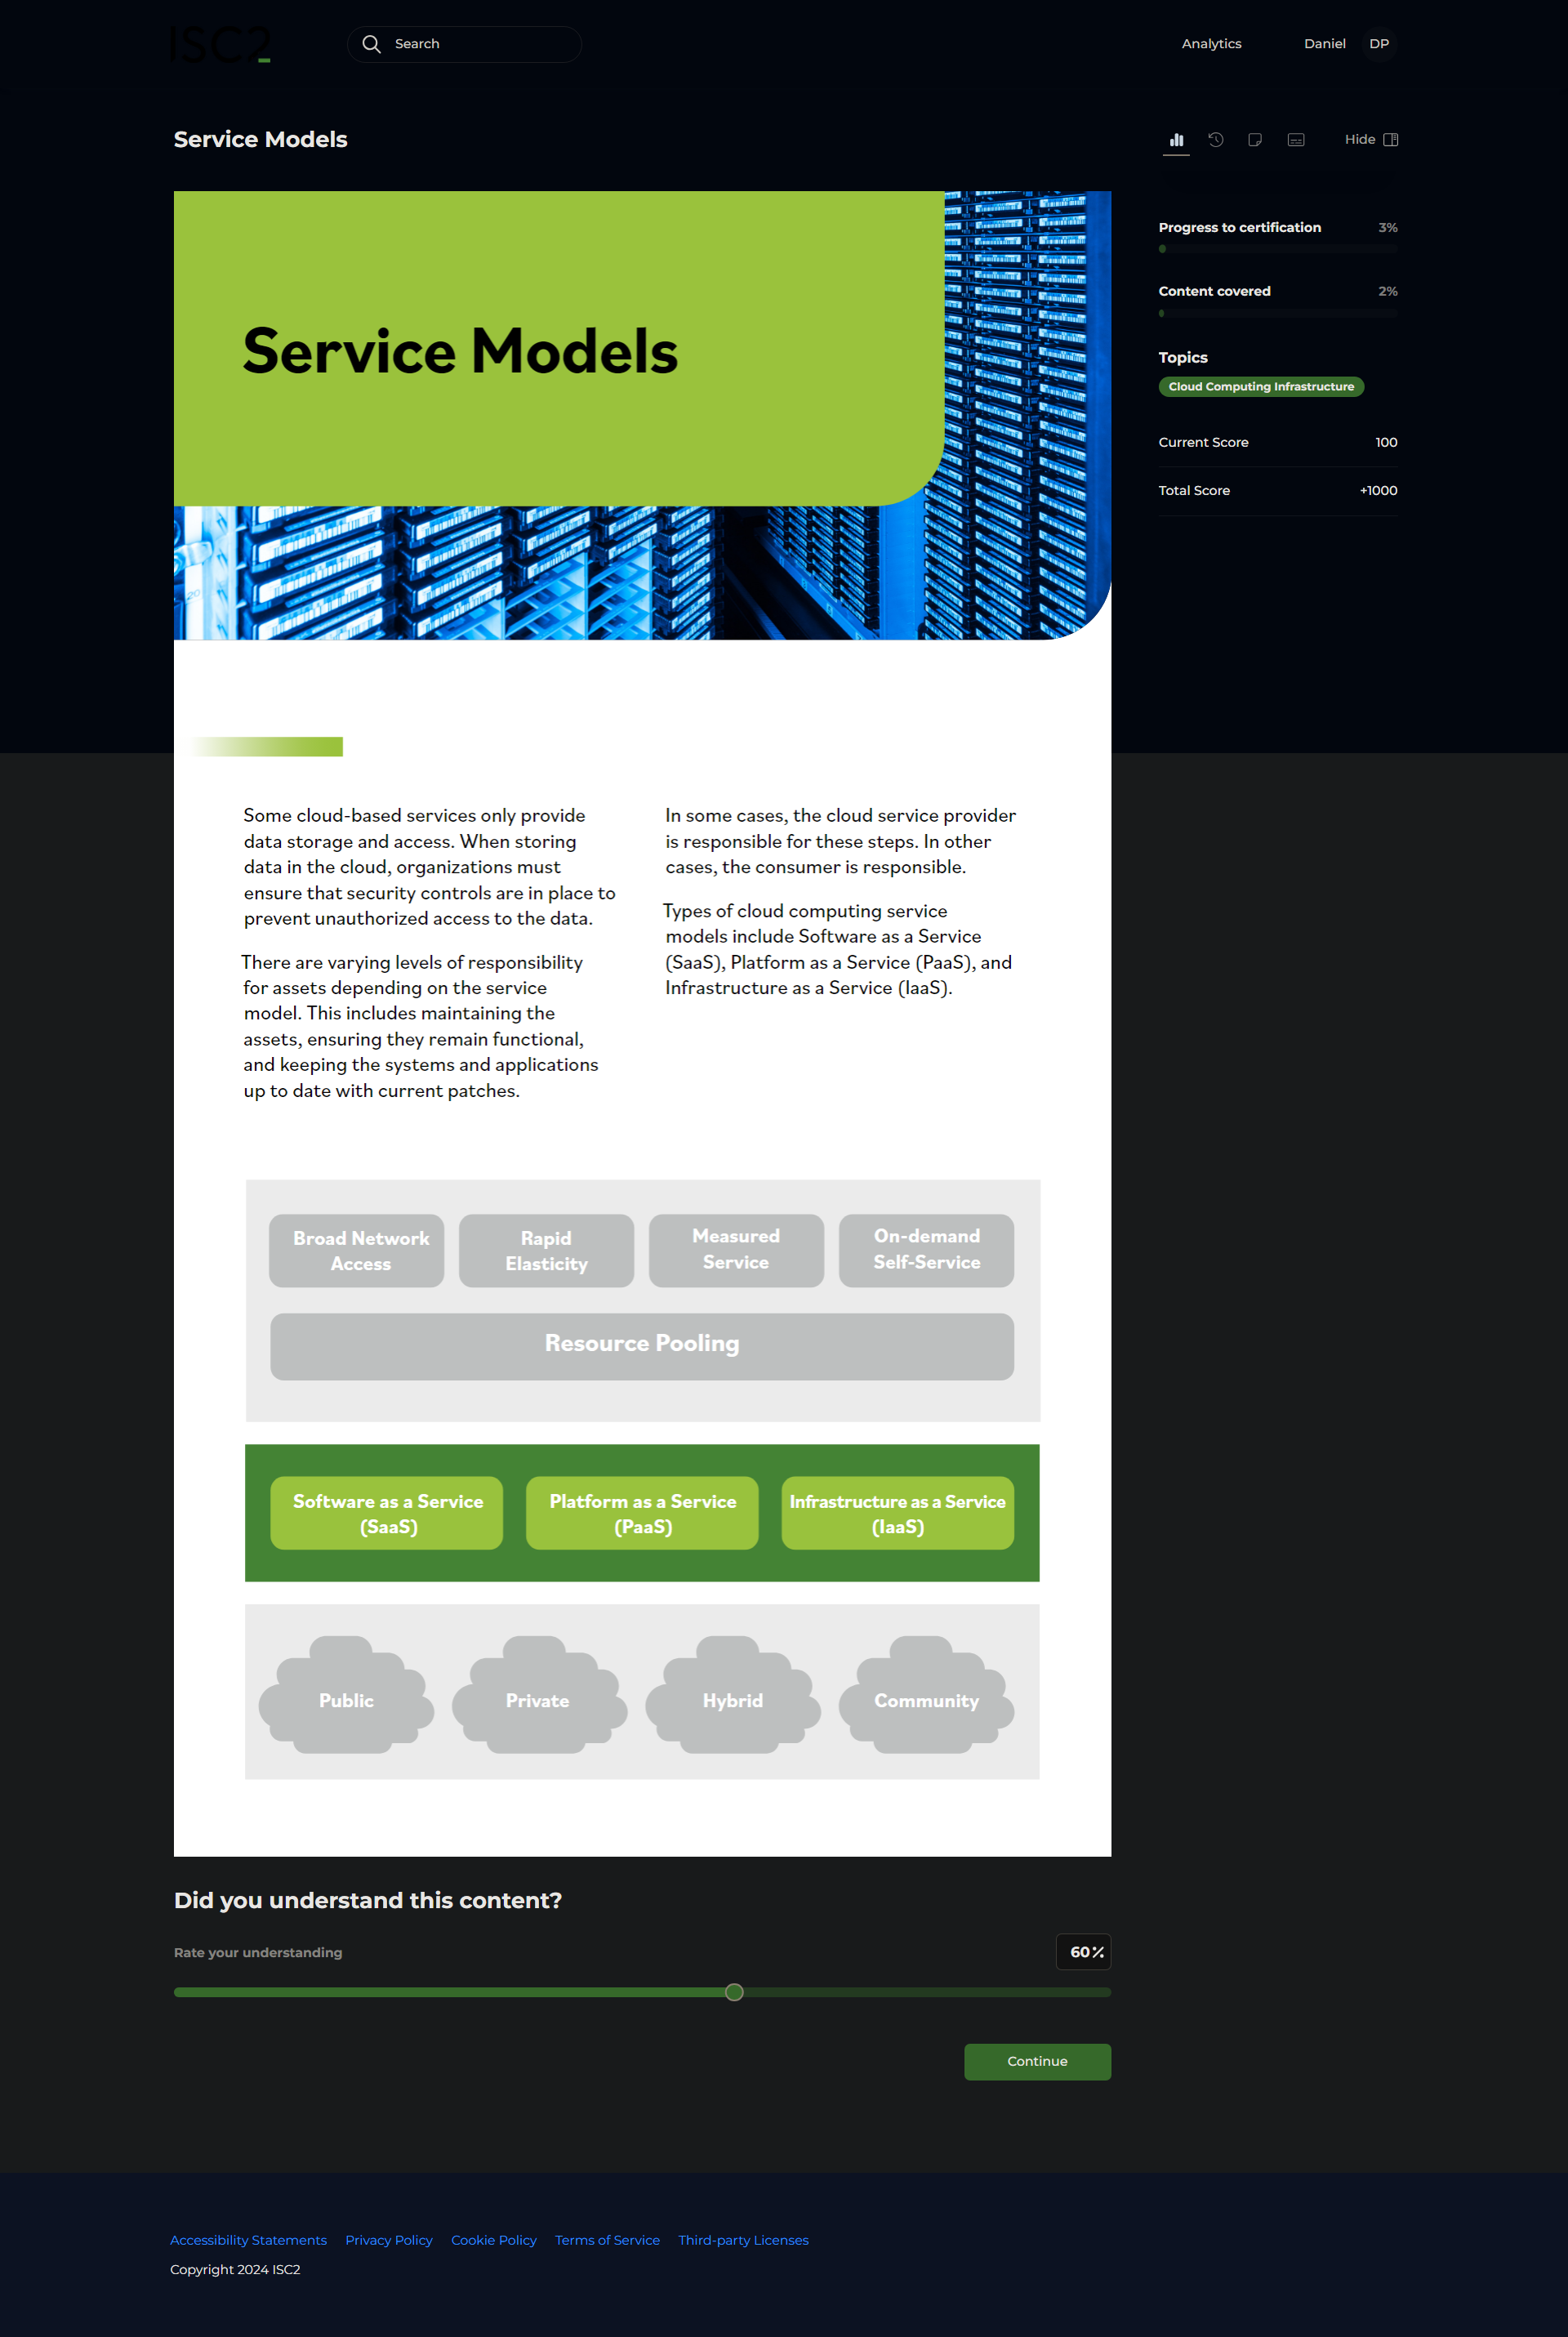 ISC2
Search
Analytics
Daniel
DP
Service Models
Hide
Service Models
Progress to certification
3%
Content covered
2%
Topics
Cloud Computing Infrastructure
Current Score
100
Total Score
+1000
Some cloud-based services only provide
data storage and access. When storing
data in the cloud, organizations must
ensure that security controls are in place to
prevent unauthorized access to the data.
There are varying levels of responsibility
for assets depending on the service
model. This includes maintaining the
assets, ensuring they remain functional,
and keeping the systems and applications
up to date with current patches.
In some cases, the cloud service provider
is responsible for these steps. In other
cases, the consumer is responsible.
Types of cloud computing service
models include Software as a Service
(SaaS), Platform as a Service (PaaS), and
Infrastructure as a Service (IaaS).
Broad Network
Access
Rapid
Elasticity
Measured
Service
On-demand
Self-Service
Resource Pooling
Software as a Service
(SaaS)
Platform as a Service
(PaaS)
Infrastructure as a Service
(IaaS)
Public
Private
Hybrid
Community
Did you understand this content?
Rate your understanding
60%
Continue
Accessibility Statements
Privacy Policy
Cookie Policy
Terms of Service
Third-party Licenses
Copyright 2024 ISC2